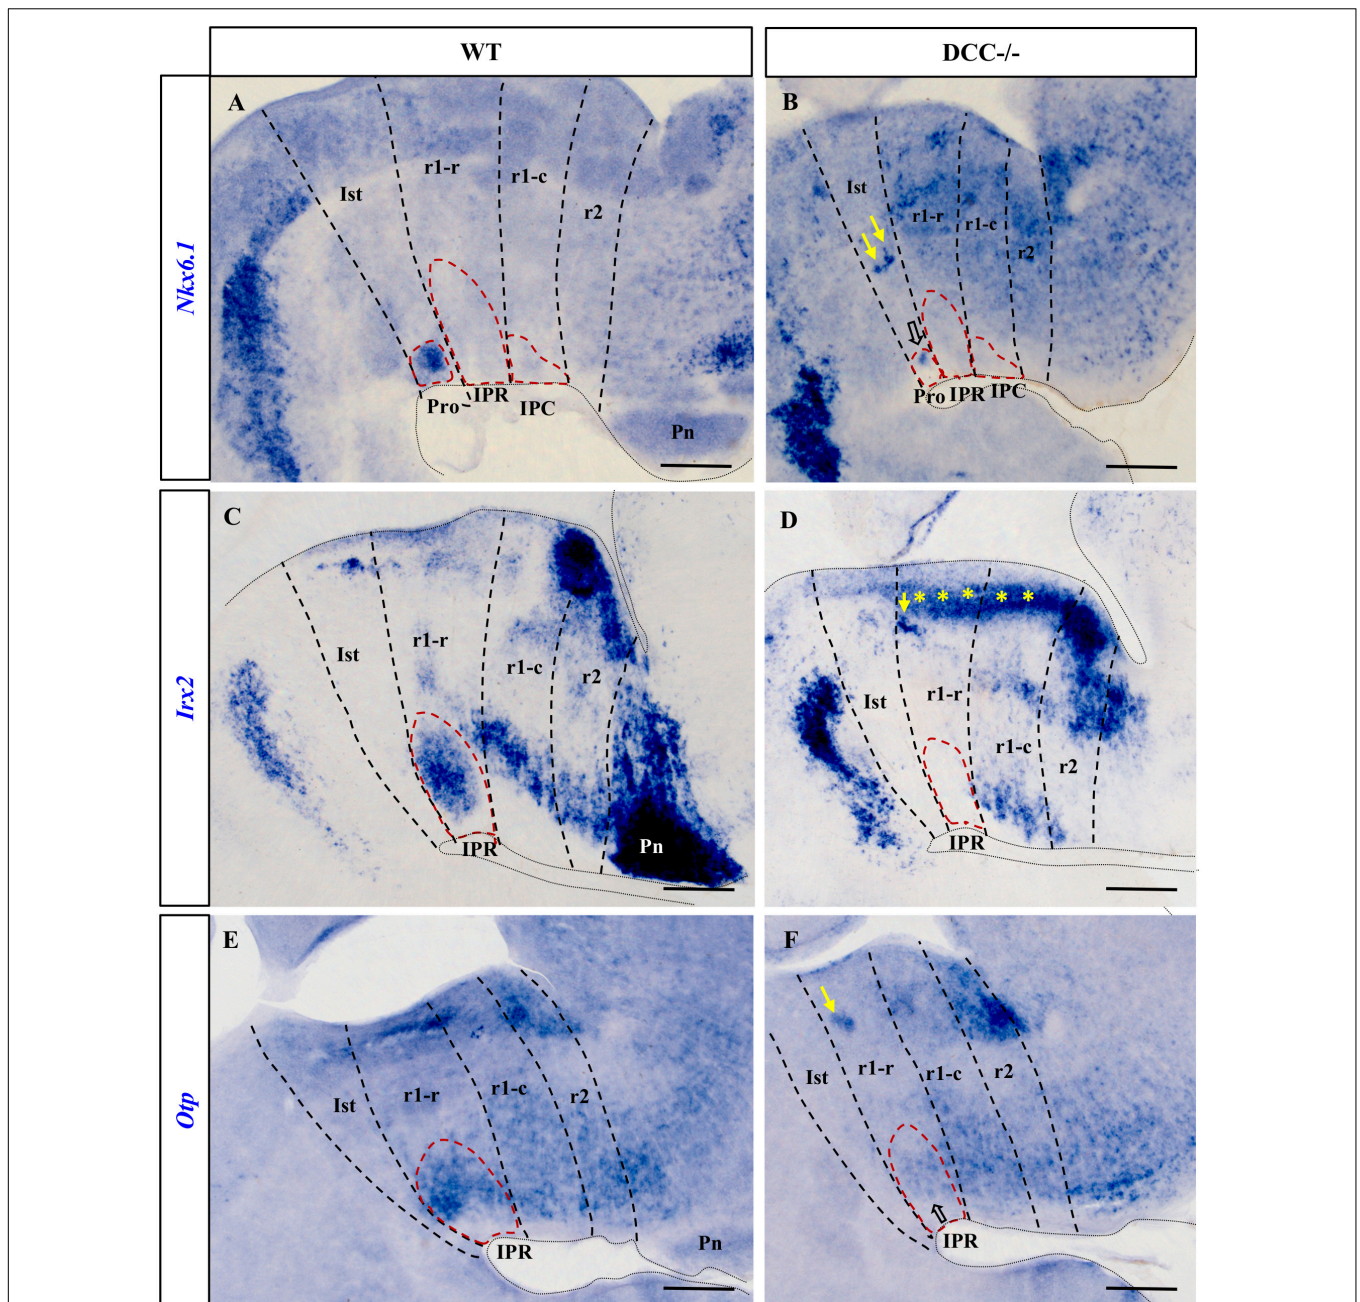 WT
DCC-/-
Nkx6.1
A
Ist
r1-r
r1-c
r2
Pro
IPR
IPC
Pn
B
Ist
r1-r
r1-c
r2
Pro
IPR
IPC
Irx2
C
Ist
r1-r
r1-c
r2
IPR
Pn
D
* * * * *
Ist
r1-r
r1-c
r2
IPR
Otp
E
Ist
r1-r
r1-c
r2
IPR
Pn
F
Ist
r1-r
r1-c
r2
IPR